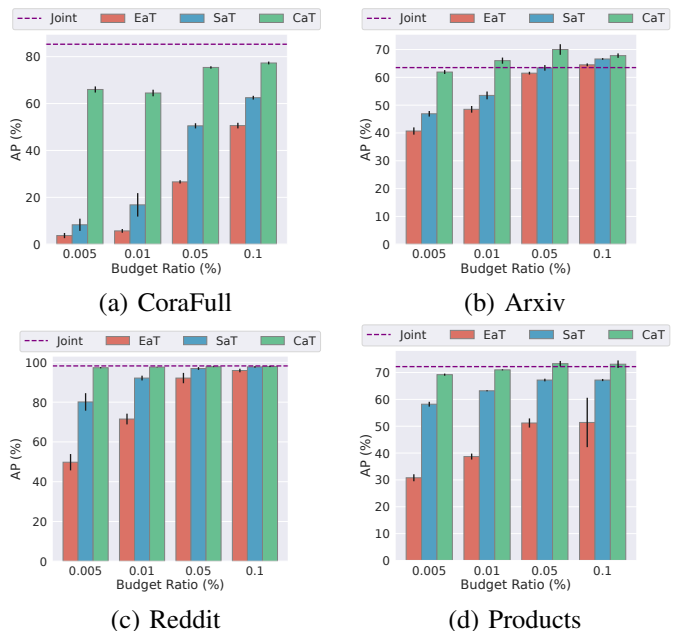 Joint EaT SaT CaT
Joint EaT SaT CaT
AP (%)
80
60
40
20
0
0.005 0.01 0.05 0.1
Budget Ratio (%)
(a) CoraFull
AP (%)
70
60
50
40
30
20
10
0
0.005 0.01 0.05 0.1
Budget Ratio (%)
(b) Arxiv
Joint EaT SaT CaT
Joint EaT SaT CaT
AP (%)
100
80
60
40
20
0
0.005 0.01 0.05 0.1
Budget Ratio (%)
(c) Reddit
AP (%)
70
60
50
40
30
20
10
0
0.005 0.01 0.05 0.1
Budget Ratio (%)
(d) Products